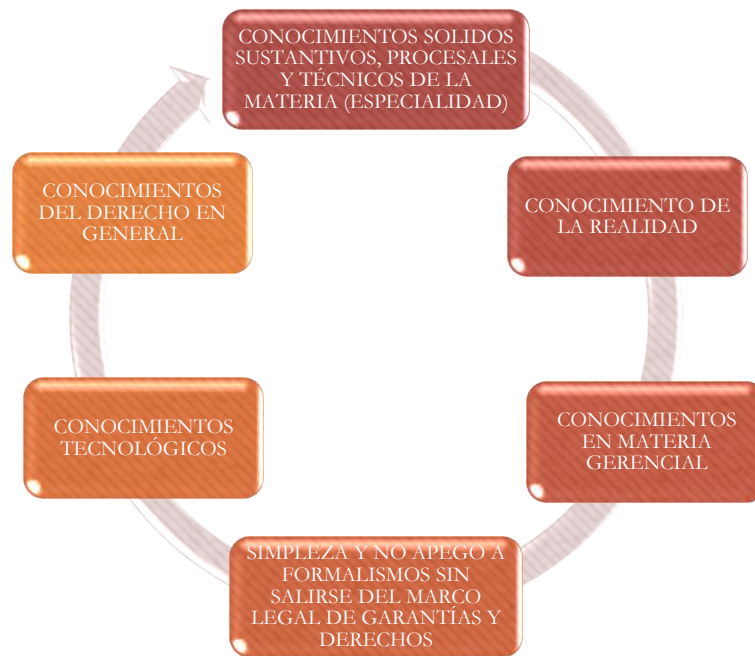 CONOCIMIENTOS SOLIDOS
SUSTANTIVOS, PROCESALES
Y TÉCNICOS DE LA
MATERIA (ESPECIALIDAD)
CONOCIMIENTO DE
LA REALIDAD
CONOCIMIENTOS
EN MATERIA
GERENCIAL
SIMPLEZA Y NO APEGO A
FORMALISMOS SIN
SALIRSE DEL MARCO
LEGAL DE GARANTÍAS Y
DERECHOS
CONOCIMIENTOS
TECNOLÓGICOS
CONOCIMIENTOS
DEL DERECHO EN
GENERAL